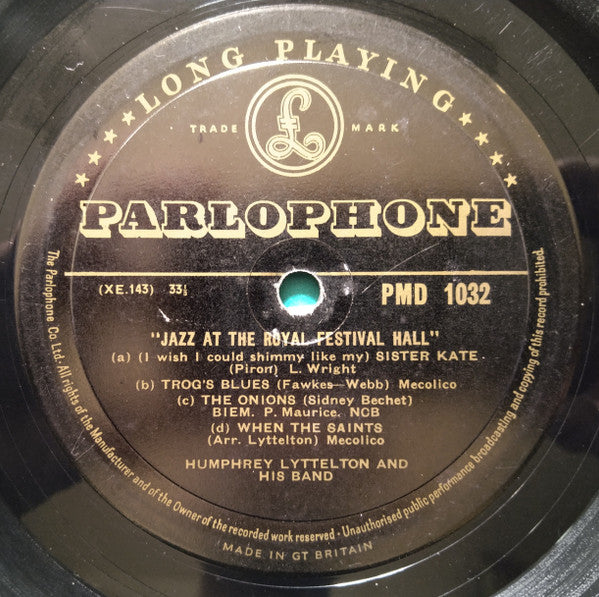 ★★★★★ LONG PLAYING ★★★★★
TRADE £ MARK
PARLOPHONE
(XE.143) 33⅓
PMD 1032
"JAZZ AT THE ROYAL FESTIVAL HALL"
(a) (I wish I could shimmy like my) SISTER KATE
(Piron) L. Wright
(b) TROG'S BLUES (Fawkes—Webb) Mecolico
(c) THE ONIONS (Sidney Bechet)
BIEM. P. Maurice. NCB
(d) WHEN THE SAINTS
(Arr. Lyttelton) Mecolico
HUMPHREY LYTTELTON AND
HIS BAND
The Parlophone Co. Ltd. All rights of the Manufacturer and of the Owner of the recorded work reserved · Unauthorised public performance broadcasting and copying of this record prohibited.
MADE IN GT BRITAIN